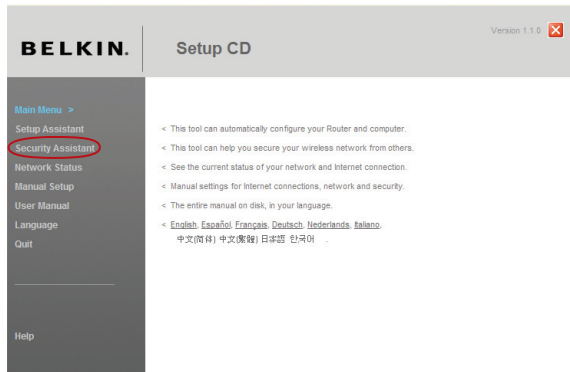 Version 1.1.0
BELKIN. Setup CD
Main Menu >
Setup Assistant < This tool can automatically configure your Router and computer.
Security Assistant < This tool can help you secure your wireless network from others.
Network Status < See the current status of your network and Internet connection.
Manual Setup < Manual settings for Internet connections, network and security.
User Manual < The entire manual on disk, in your language.
Language < English, Español, Français, Deutsch, Nederlands, Italiano,
中文(简体) 中文(繁體) 日本語 한국어 .
Quit
Help